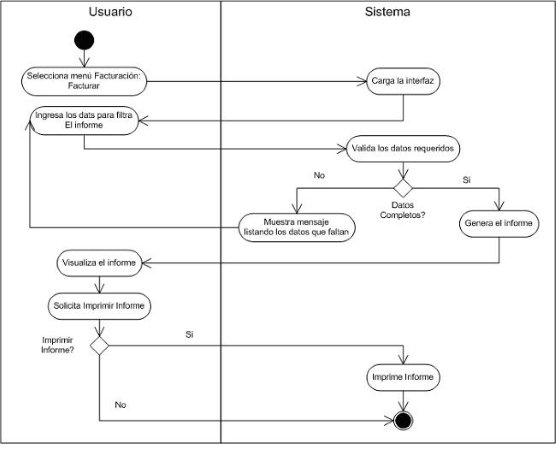 Usuario
Sistema
Selecciona menú Facturación:
Facturar
Carga la interfaz
Ingresa los dats para filtra
El informe
Valida los datos requeridos
No
Si
Datos
Completos?
Muestra mensaje
listando los datos que faltan
Genera el informe
Visualiza el informe
Solicita Imprimir Informe
Imprimir
Informe?
Si
Imprime Informe
No